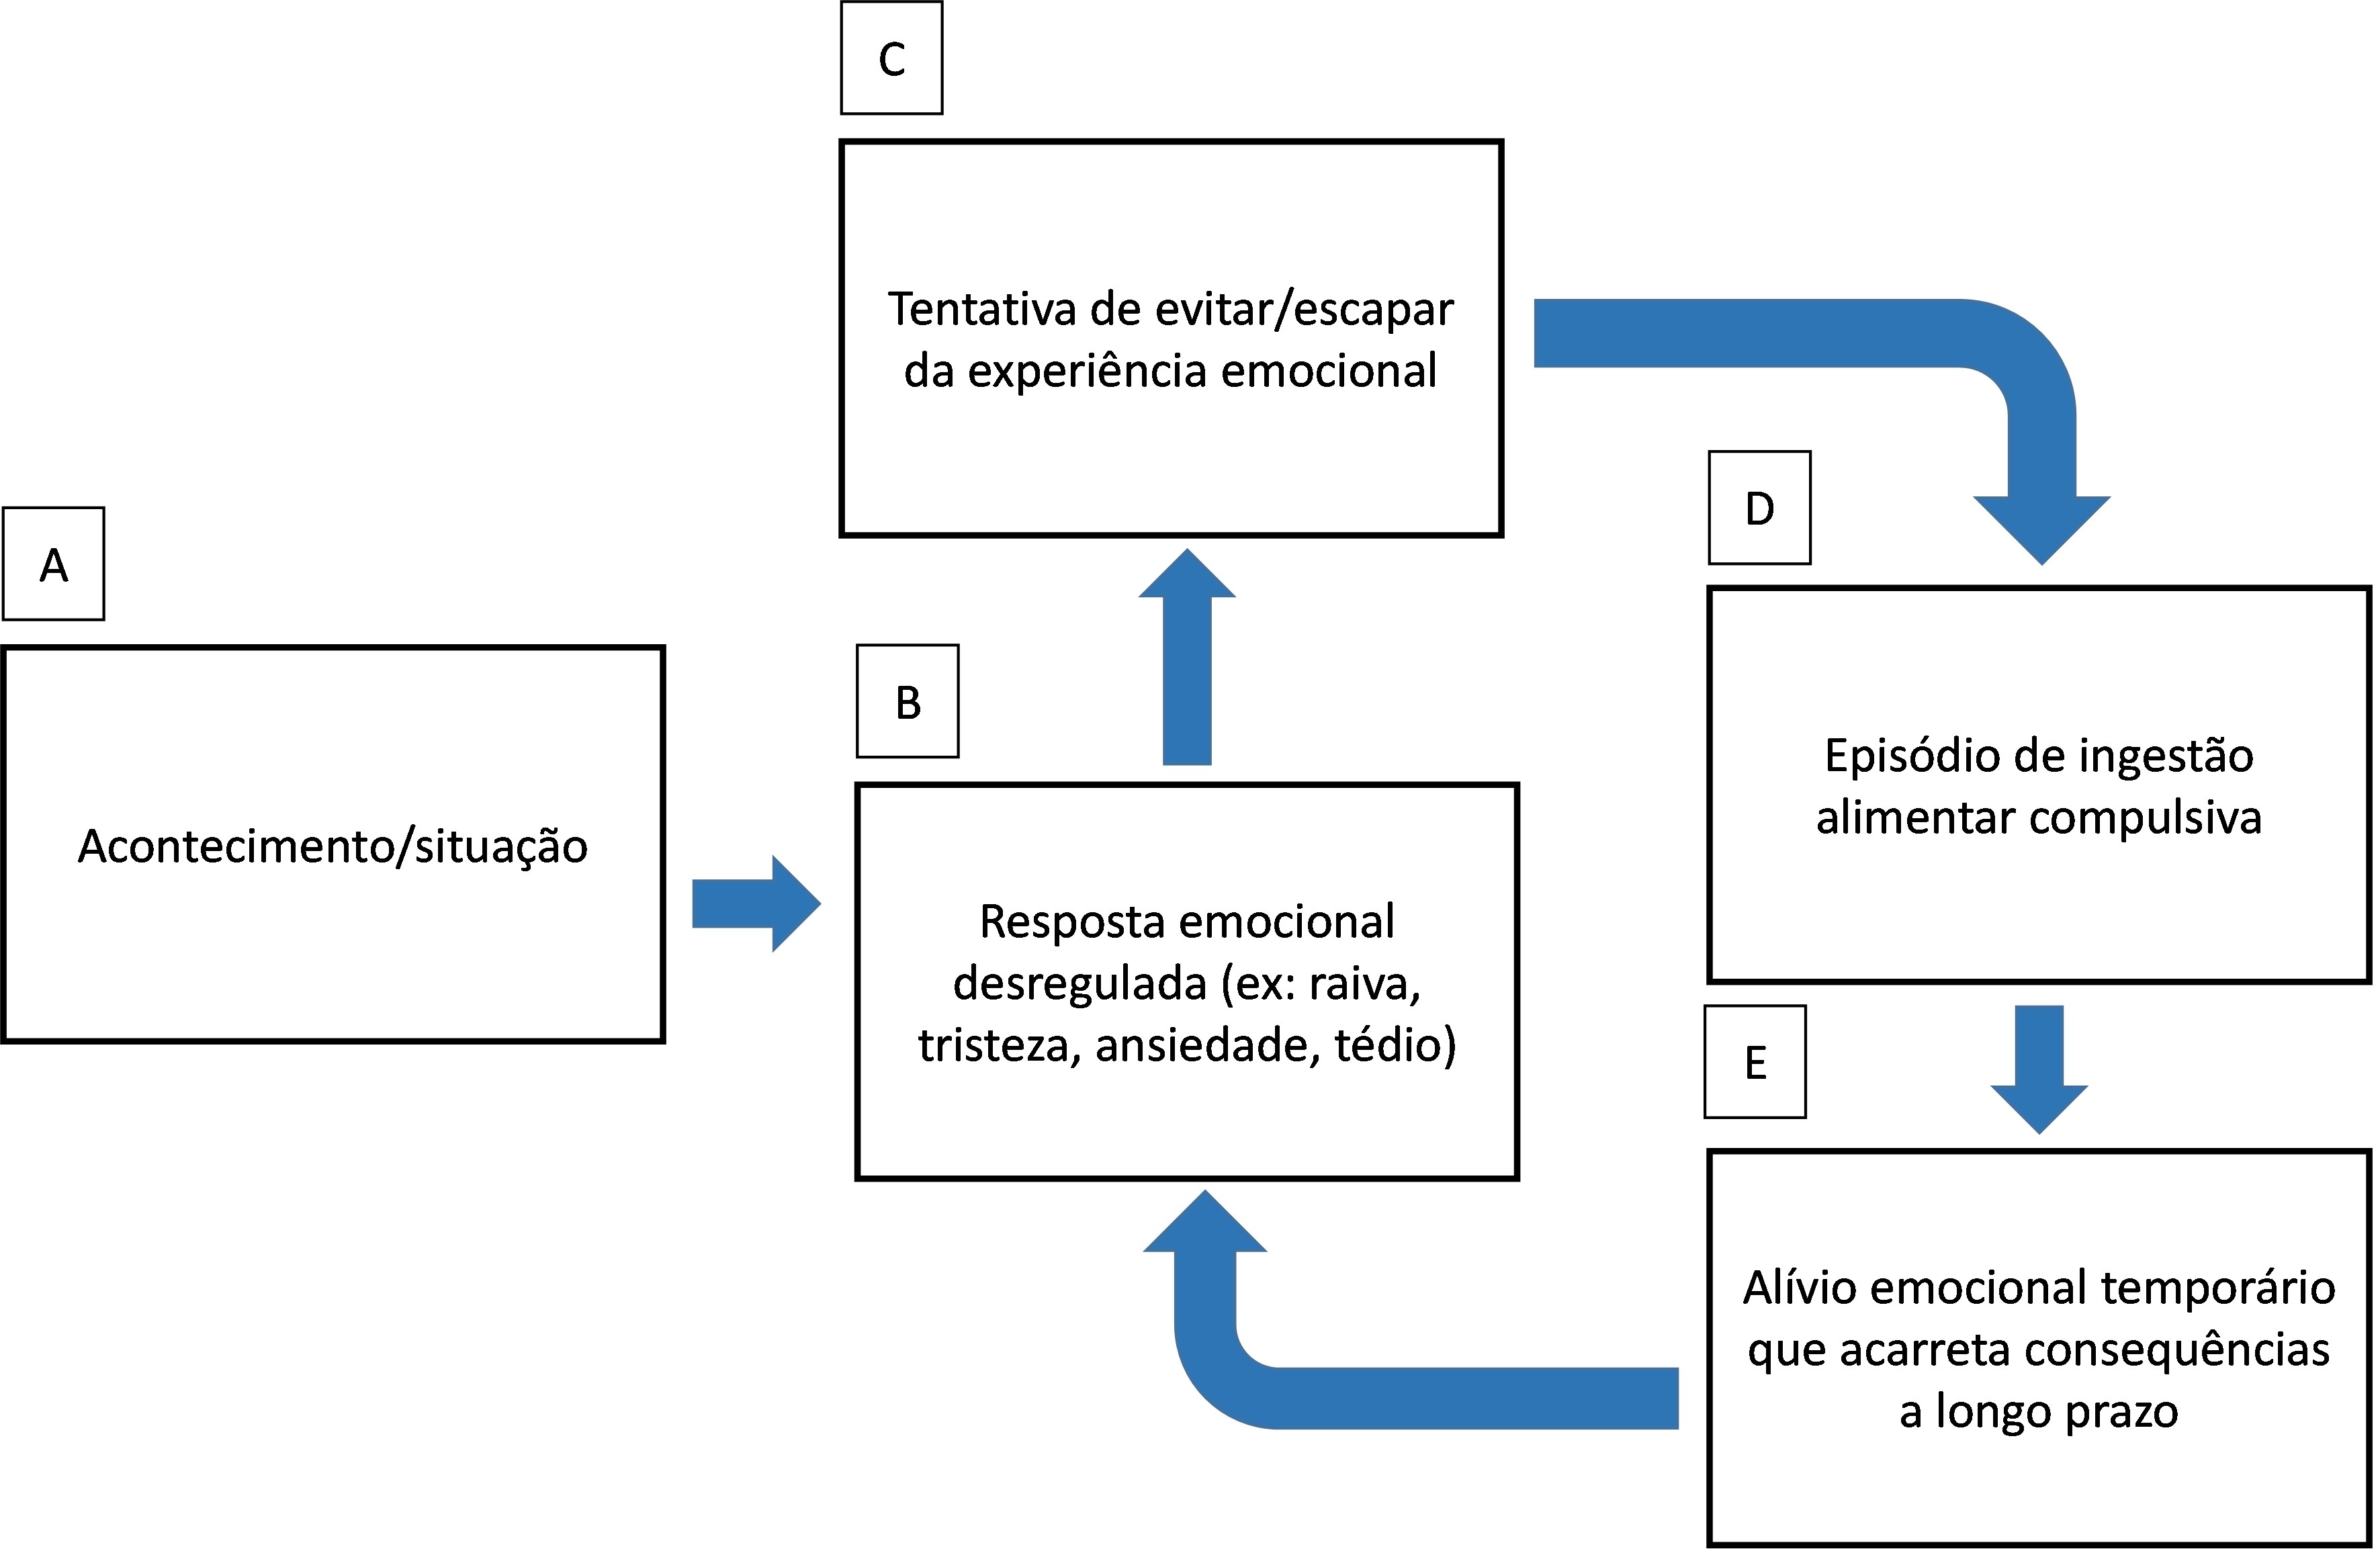 A
Acontecimento/situação
B
Resposta emocional
desregulada (ex: raiva,
tristeza, ansiedade, tédio)
C
Tentativa de evitar/escapar
da experiência emocional
D
Episódio de ingestão
alimentar compulsiva
E
Alívio emocional temporário
que acarreta consequências
a longo prazo